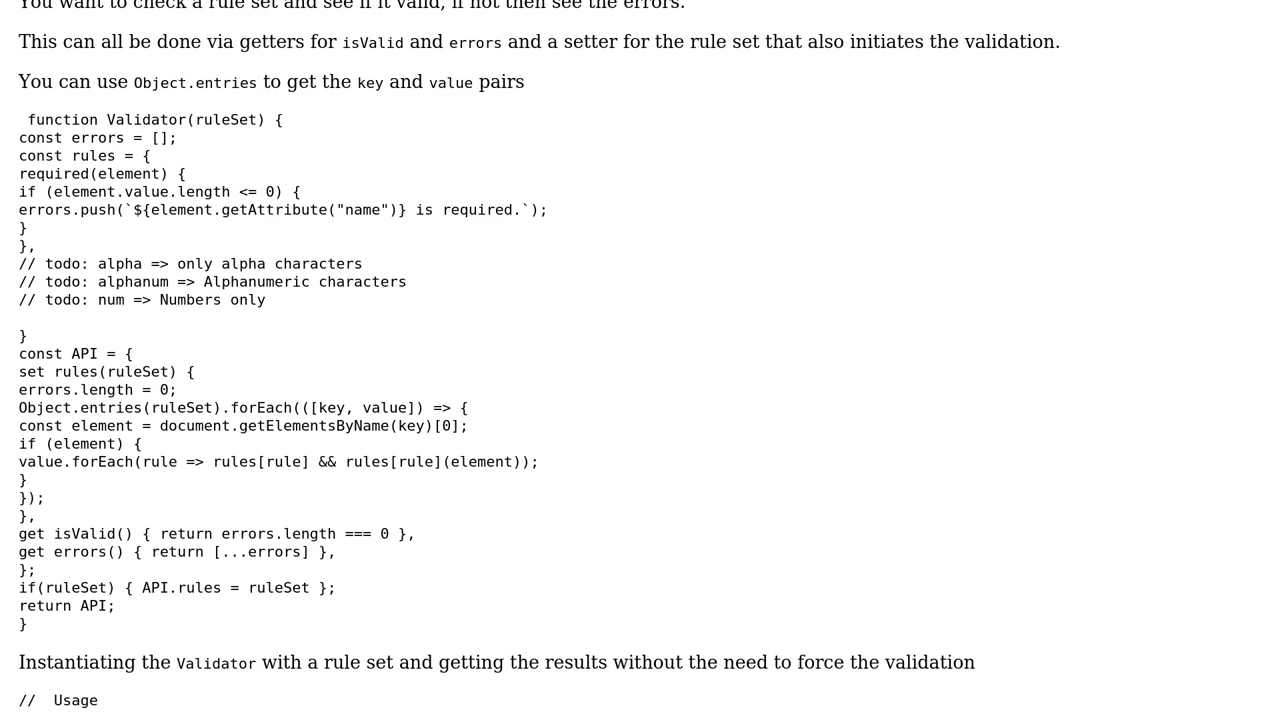 You want to check a rule set and see if it valid, if not then see the errors.
This can all be done via getters for isValid and errors and a setter for the rule set that also initiates the validation.
You can use Object.entries to get the key and value pairs
function Validator(ruleSet) {
const errors = [];
const rules = {
required(element) {
if (element.value.length <= 0) {
errors.push(`${element.getAttribute("name")} is required.`);
}
},
// todo: alpha => only alpha characters
// todo: alphanum => Alphanumeric characters
// todo: num => Numbers only
}
const API = {
set rules(ruleSet) {
errors.length = 0;
Object.entries(ruleSet).forEach(([key, value]) => {
const element = document.getElementsByName(key)[0];
if (element) {
value.forEach(rule => rules[rule] && rules[rule](element));
}
});
},
get isValid() { return errors.length === 0 },
get errors() { return [...errors] },
};
if(ruleSet) { API.rules = ruleSet };
return API;
}
Instantiating the Validator with a rule set and getting the results without the need to force the validation
//  Usage